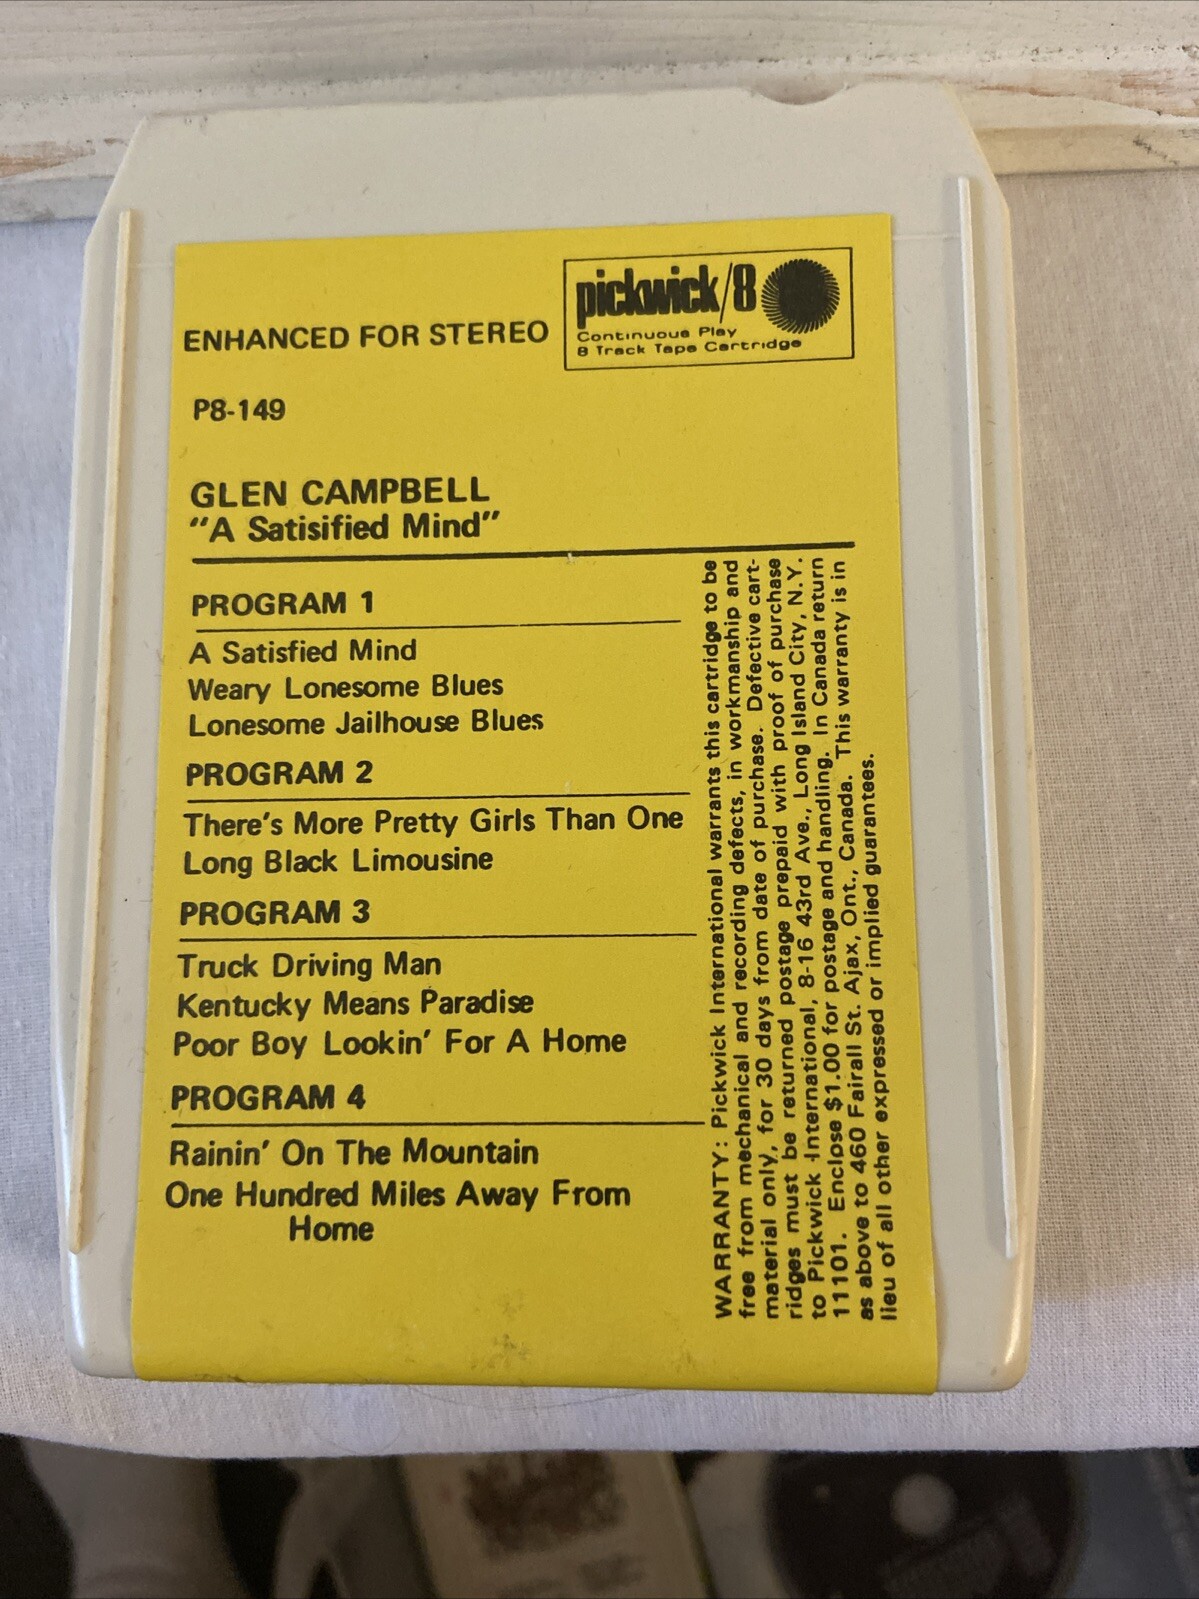 ENHANCED FOR STEREO
pickwick/8
Continuous Play
8 Track Tape Cartridge
P8-149
GLEN CAMPBELL
"A Satisified Mind"
PROGRAM 1
A Satisfied Mind
Weary Lonesome Blues
Lonesome Jailhouse Blues
PROGRAM 2
There's More Pretty Girls Than One
Long Black Limousine
PROGRAM 3
Truck Driving Man
Kentucky Means Paradise
Poor Boy Lookin' For A Home
PROGRAM 4
Rainin' On The Mountain
One Hundred Miles Away From
Home
WARRANTY: Pickwick International warrants this cartridge to be
free from mechanical and recording defects, in workmanship and
material only, for 30 days from date of purchase. Defective cart-
ridges must be returned postage prepaid with proof of purchase
to Pickwick International, 8-16 43rd Ave., Long Island City, N.Y.
11101. Enclose $1.00 for postage and handling. In Canada return
as above to 460 Fairall St. Ajax, Ont., Canada. This warranty is in
lieu of all other expressed or implied guarantees.